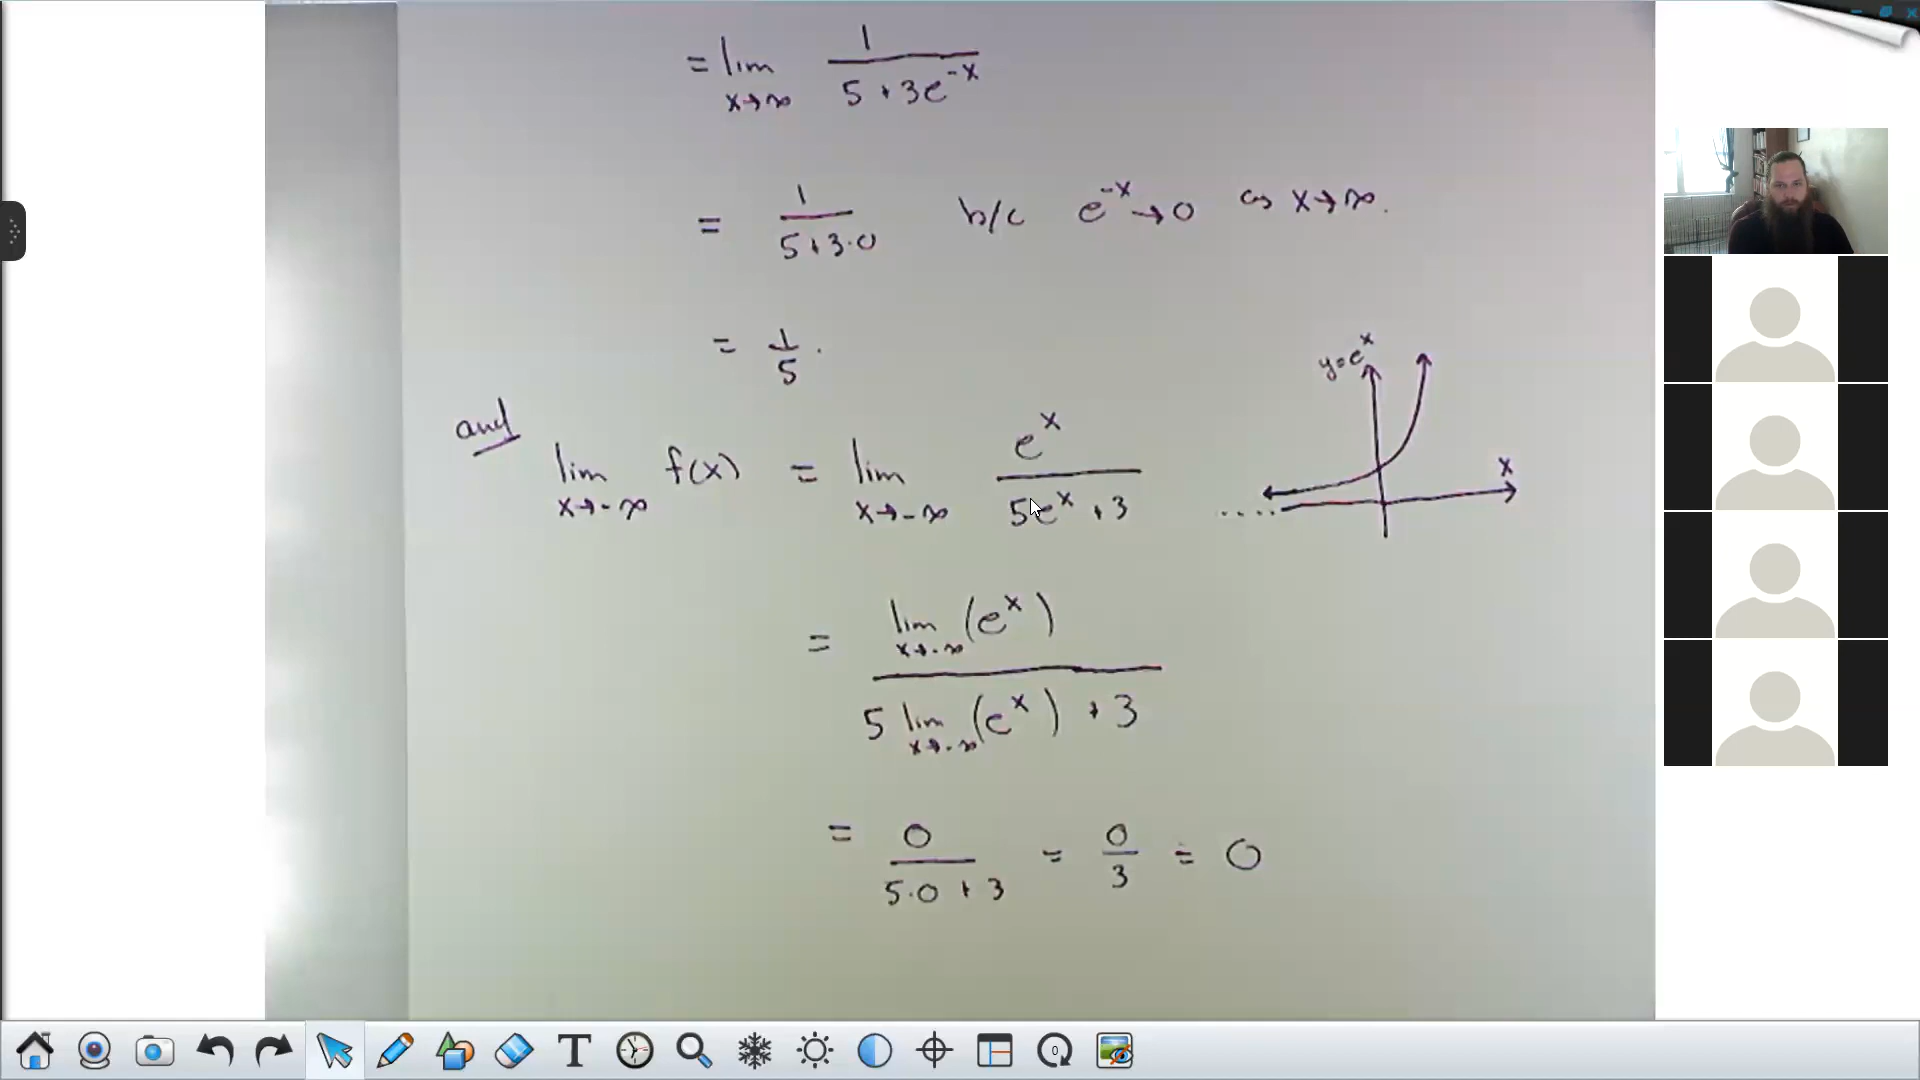 = lim x→∞ 1 / (5 + 3e^-x)
= 1 / (5 + 3·0) b/c e^-x → 0 as x → ∞.
= 1/5.
y=e^x
and
lim x→-∞ f(x) = lim x→-∞ e^x / (5e^x + 3)
x
= lim x→-∞ (e^x) / (5 lim x→-∞ (e^x) + 3)
= 0 / (5·0 + 3) = 0/3 = 0
T
0